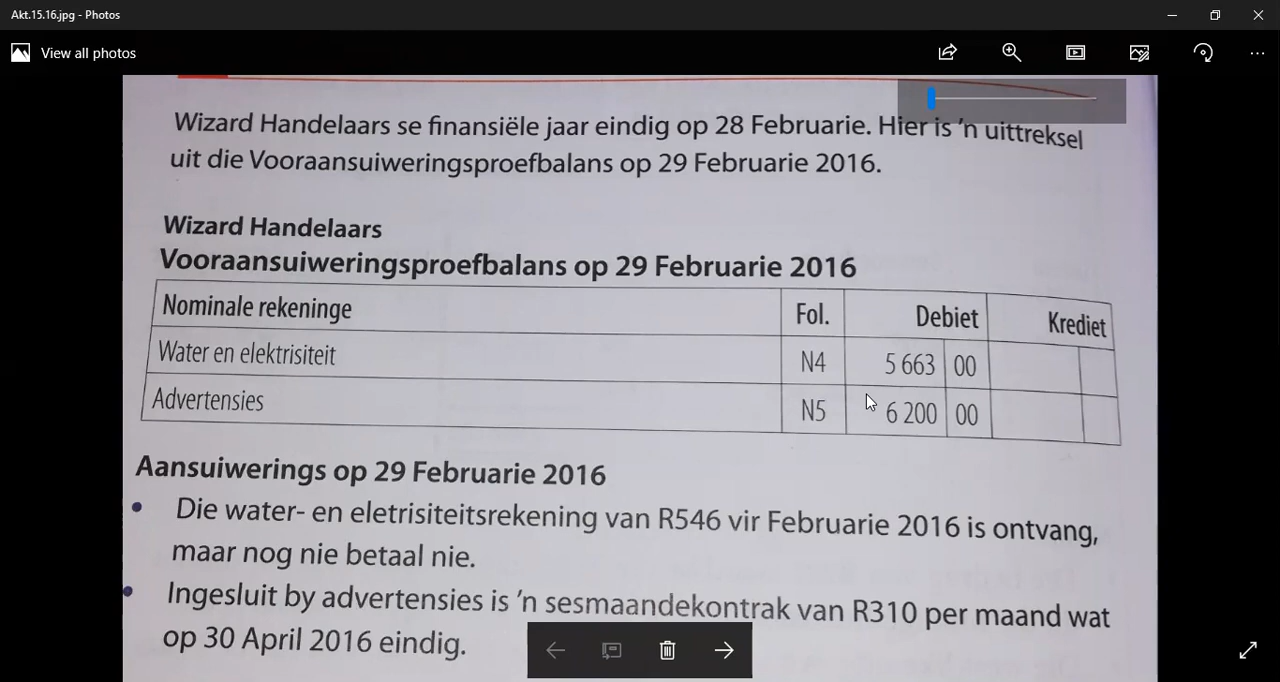 Akt.15.16.jpg - Photos
View all photos
Wizard Handelaars se finansiële jaar eindig op 28 Februarie. Hier is 'n uittreksel
uit die Vooraansuiweringsproefbalans op 29 Februarie 2016.
Wizard Handelaars
Vooraansuiweringsproefbalans op 29 Februarie 2016
Nominale rekeninge Fol. Debiet Krediet
Water en elektrisiteit N4 5 663 00
Advertensies N5 6 200 00
Aansuiwerings op 29 Februarie 2016
• Die water- en eletrisiteitsrekening van R546 vir Februarie 2016 is ontvang,
maar nog nie betaal nie.
• Ingesluit by advertensies is 'n sesmaandekontrak van R310 per maand wat
op 30 April 2016 eindig.